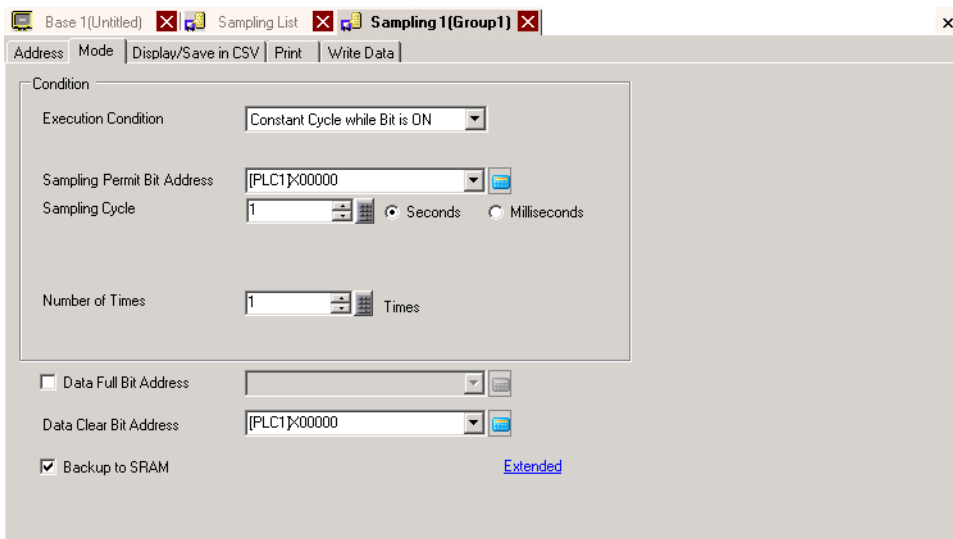 Base 1(Untitled) Sampling List Sampling 1(Group1)
Address Mode Display/Save in CSV Print Write Data
Condition
Execution Condition Constant Cycle while Bit is ON
Sampling Permit Bit Address [PLC1]X00000
Sampling Cycle 1 Seconds Milliseconds
Number of Times 1 Times
Data Full Bit Address
Data Clear Bit Address [PLC1]X00000
Backup to SRAM Extended